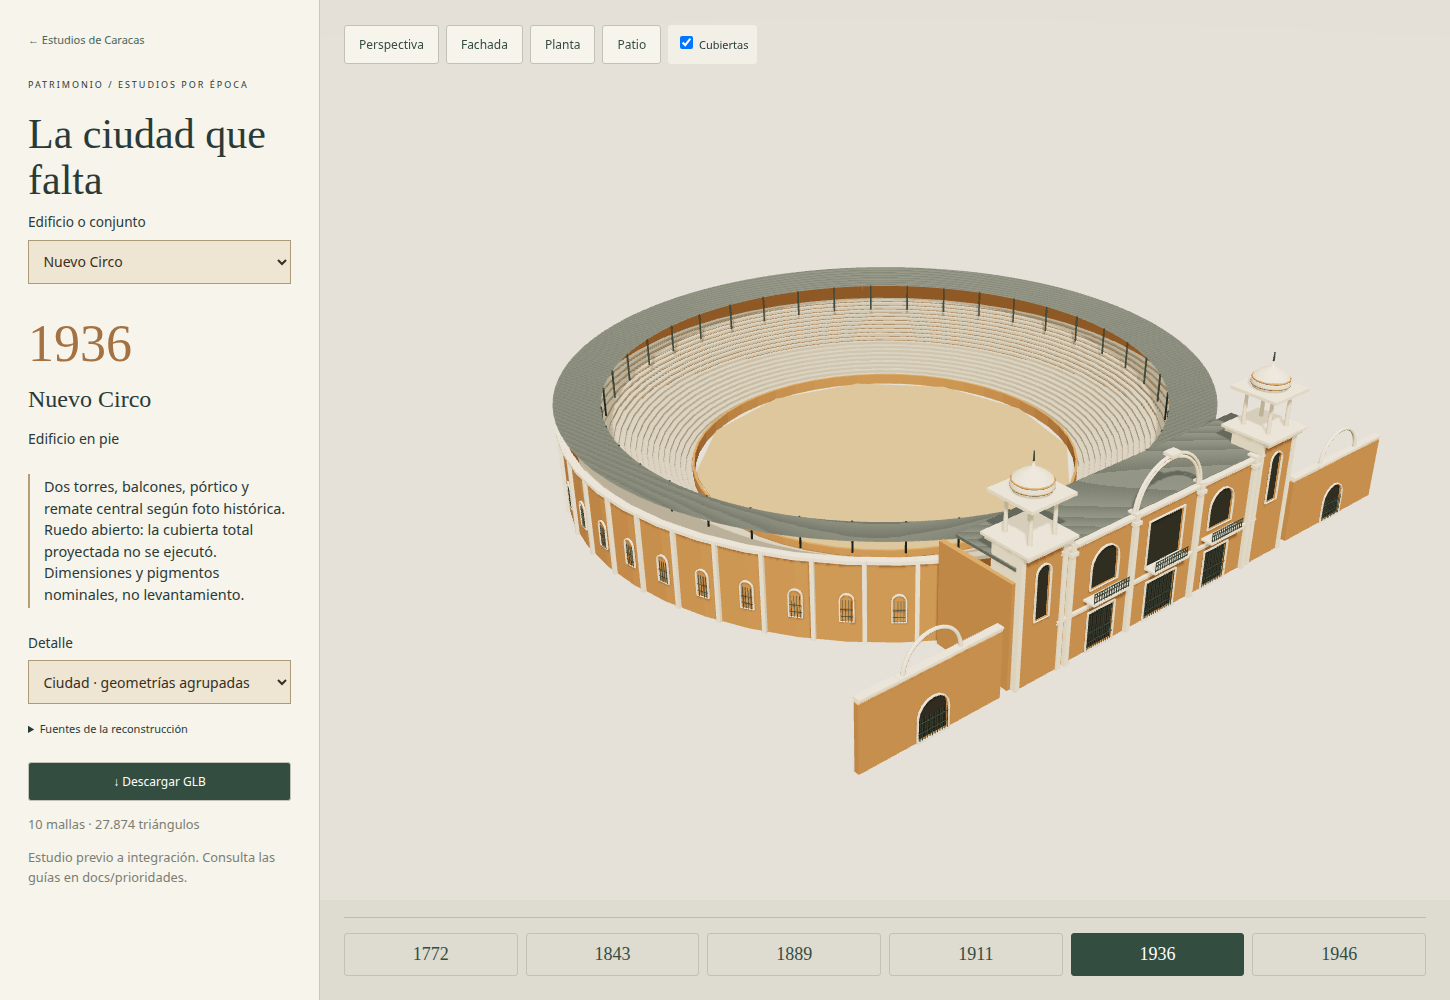 ← Estudios de Caracas
PATRIMONIO / ESTUDIOS POR ÉPOCA
La ciudad que
falta
Edificio o conjunto
Nuevo Circo
1936
Nuevo Circo
Edificio en pie
Dos torres, balcones, pórtico y
remate central según foto histórica.
Ruedo abierto: la cubierta total
proyectada no se ejecutó.
Dimensiones y pigmentos
nominales, no levantamiento.
Detalle
Ciudad · geometrías agrupadas
▶ Fuentes de la reconstrucción
↓ Descargar GLB
10 mallas · 27.874 triángulos
Estudio previo a integración. Consulta las
guías en docs/prioridades.
Perspectiva
Fachada
Planta
Patio
Cubiertas
1772
1843
1889
1911
1936
1946